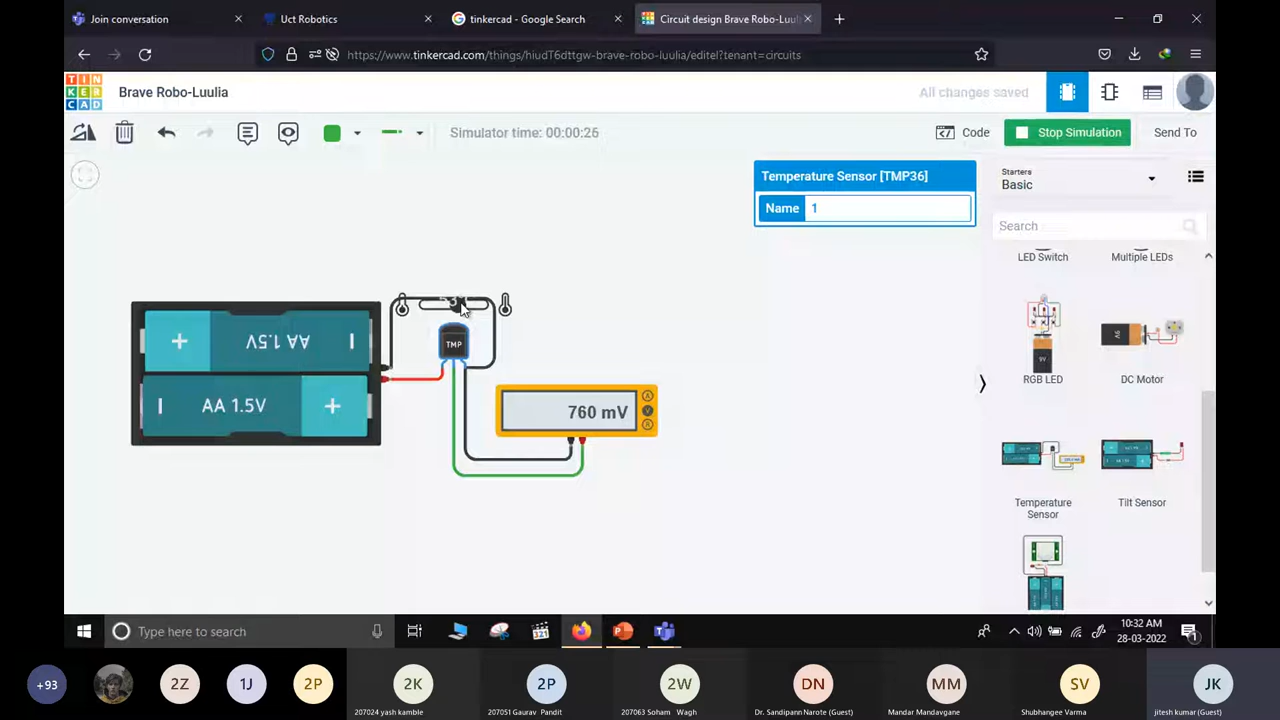 Join conversation
Uct Robotics
tinkercad - Google Search
Circuit design Brave Robo-Luul
https://www.tinkercad.com/things/hiudT6dttgw-brave-robo-luulia/editel?tenant=circuits
TIN
KER
CAD
Brave Robo-Luulia
All changes saved
Simulator time: 00:00:26
Code
Stop Simulation
Send To
Temperature Sensor [TMP36]
Name 1
Starters
Basic
Search
LED Switch
Multiple LEDs
RGB LED
DC Motor
Temperature
Sensor
Tilt Sensor
AA 1.5V
AA 1.5V
TMP
760 mV
A
V
R
Type here to search
321
10:32 AM
28-03-2022
1
+93
2Z
1J
2P
2K
2P
2W
DN
MM
SV
JK
207024 yash kamble
207051 Gaurav Pandit
207063 Soham Wagh
Dr. Sandipann Narote (Guest)
Mandar Mandavgane
Shubhangee Varma
jitesh kumar (Guest)